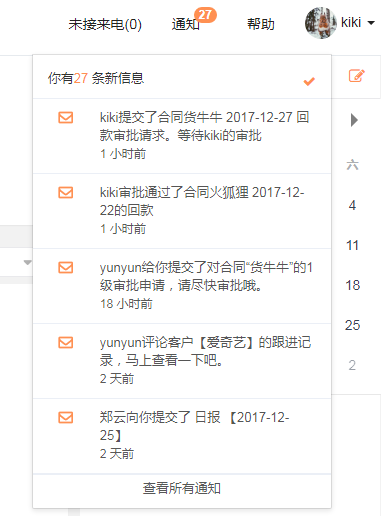 未接来电(0) 通知 27 帮助 kiki
你有27 条新信息
kiki提交了合同货牛牛 2017-12-27 回
款审批请求。等待kiki的审批
1 小时前
kiki审批通过了合同火狐狸 2017-12-
22的回款
1 小时前
yunyun给你提交了对合同“货牛牛”的1
级审批申请，请尽快审批哦。
18 小时前
yunyun评论客户【爱奇艺】的跟进记
录，马上查看一下吧。
2 天前
郑云向你提交了 日报 【2017-12-
25】
2 天前
查看所有通知
六
4
11
18
25
2